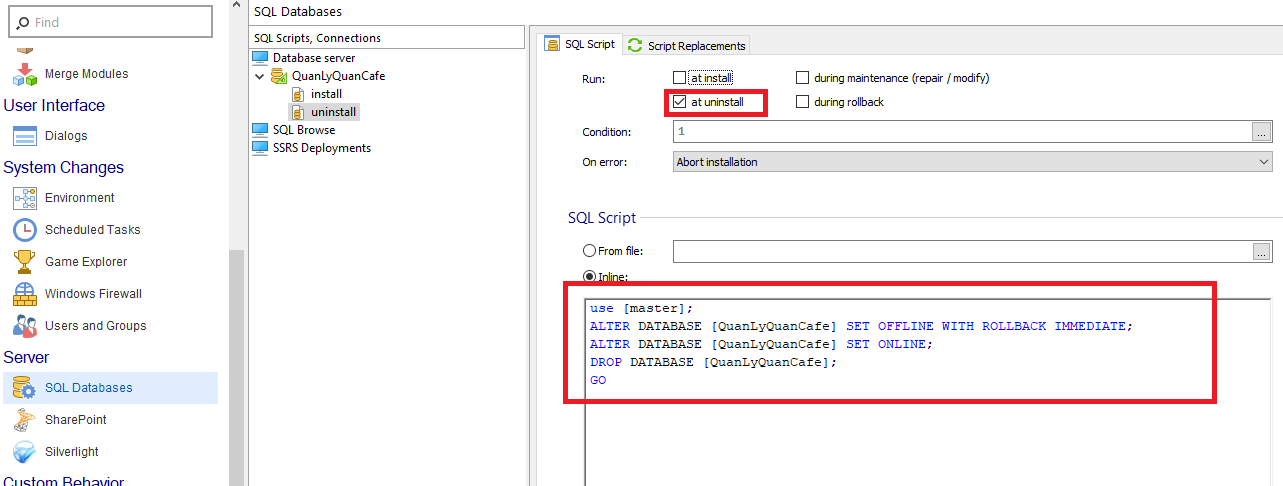 Find
Merge Modules
User Interface
Dialogs
System Changes
Environment
Scheduled Tasks
Game Explorer
Windows Firewall
Users and Groups
Server
SQL Databases
SharePoint
Silverlight
Custom Behavior
SQL Databases
SQL Scripts, Connections
Database server
QuanLyQuanCafe
install
uninstall
SQL Browse
SSRS Deployments
SQL Script
Script Replacements
Run:
at install
during maintenance (repair / modify)
at uninstall
during rollback
Condition:
1
...
On error:
Abort installation
SQL Script
From file:
...
Inline:
use [master];
ALTER DATABASE [QuanLyQuanCafe] SET OFFLINE WITH ROLLBACK IMMEDIATE;
ALTER DATABASE [QuanLyQuanCafe] SET ONLINE;
DROP DATABASE [QuanLyQuanCafe];
GO